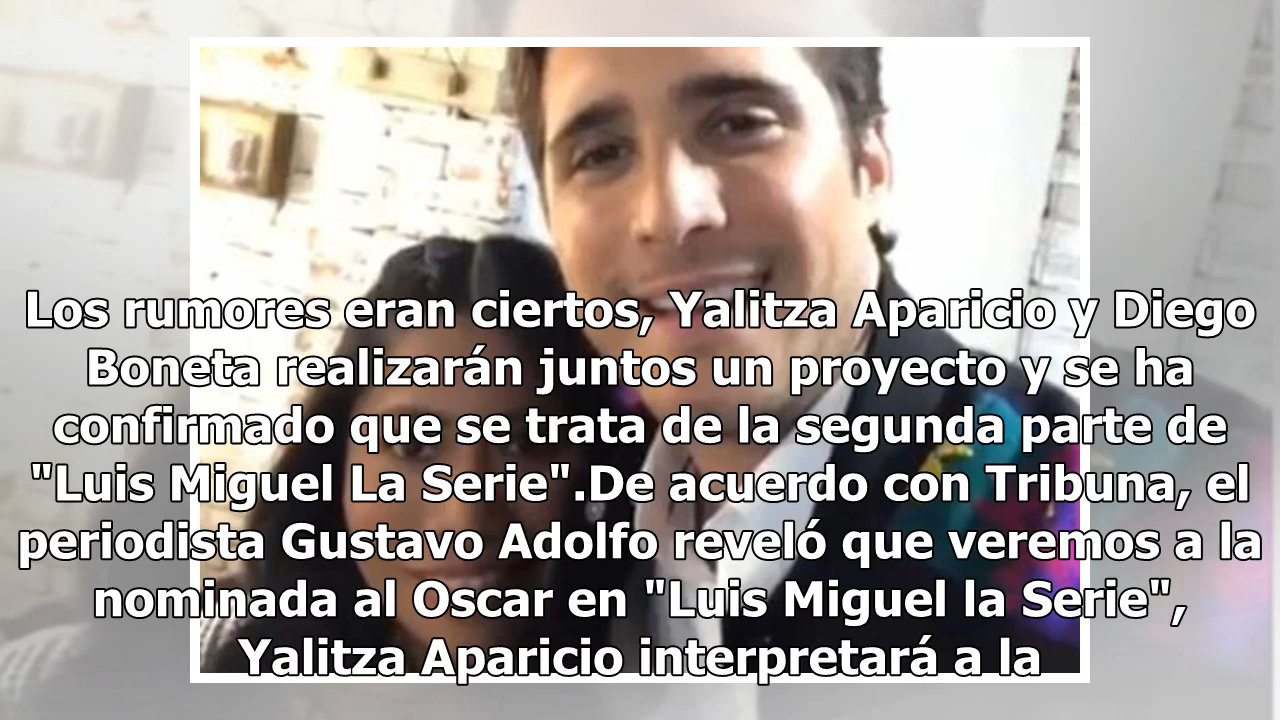 Los rumores eran ciertos, Yalitza Aparicio y Diego
Boneta realizarán juntos un proyecto y se ha
confirmado que se trata de la segunda parte de
"Luis Miguel La Serie".De acuerdo con Tribuna, el
periodista Gustavo Adolfo reveló que veremos a la
nominada al Oscar en "Luis Miguel la Serie",
Yalitza Aparicio interpretará a la